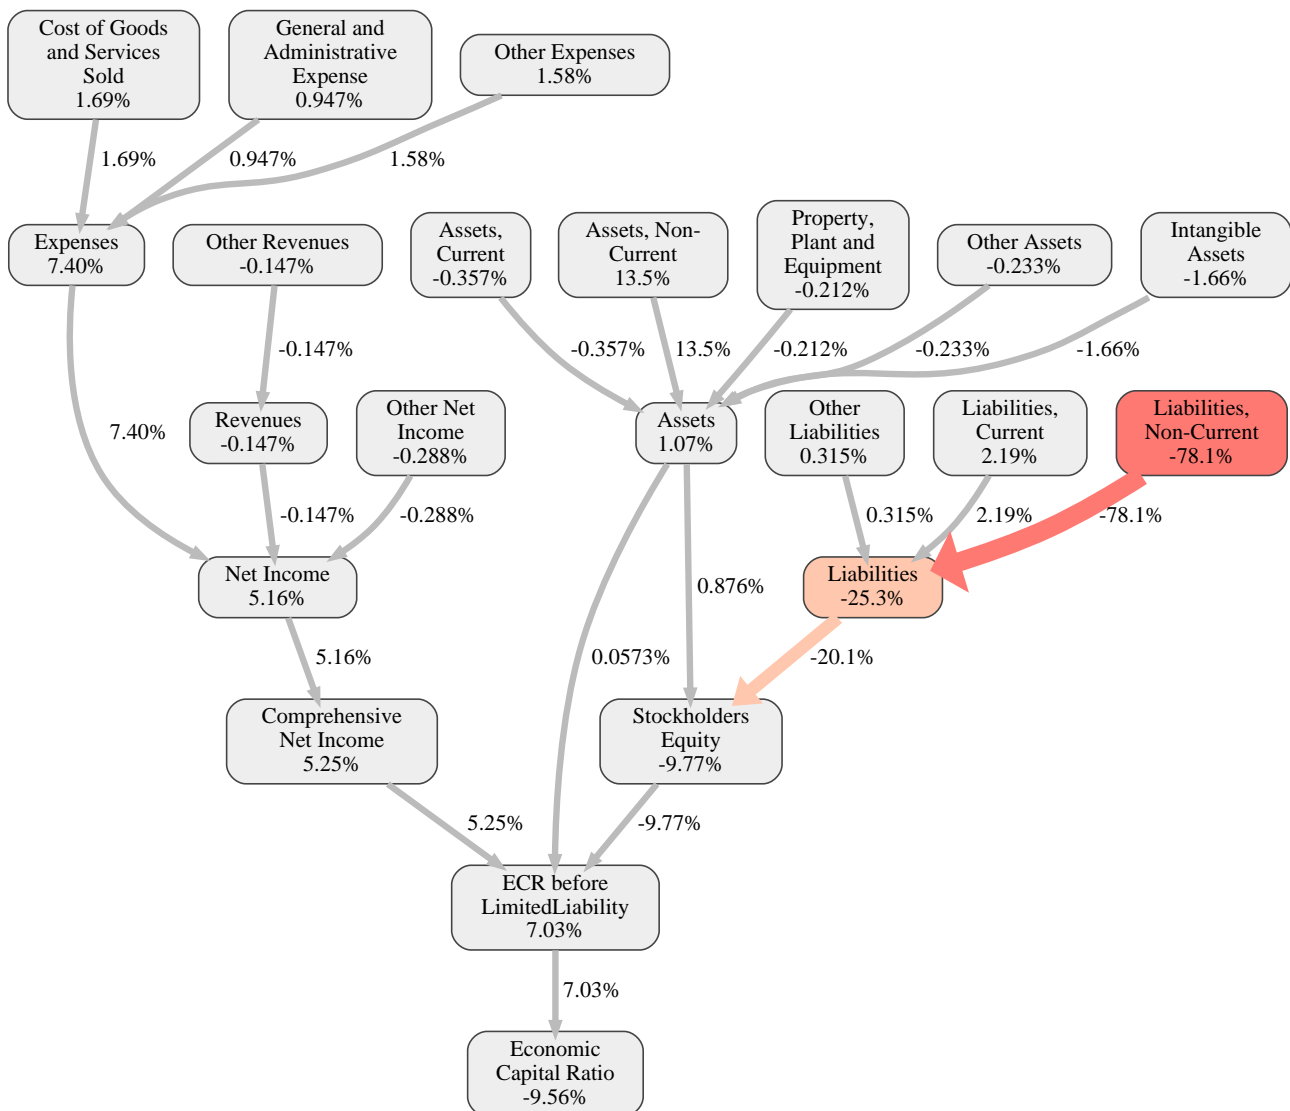 Cost of Goods
and Services
Sold
1.69%
General and
Administrative
Expense
0.947%
Other Expenses
1.58%
1.69%
0.947%
1.58%
Expenses
7.40%
Other Revenues
-0.147%
Assets,
Current
-0.357%
Assets, Non-
Current
13.5%
Property,
Plant and
Equipment
-0.212%
Other Assets
-0.233%
Intangible
Assets
-1.66%
-0.147%
-0.357%
13.5%
-0.212%
-0.233%
-1.66%
7.40%
Revenues
-0.147%
Other Net
Income
-0.288%
Assets
1.07%
Other
Liabilities
0.315%
Liabilities,
Current
2.19%
Liabilities,
Non-Current
-78.1%
-0.147%
-0.288%
0.315%
2.19%
-78.1%
Net Income
5.16%
0.876%
Liabilities
-25.3%
5.16%
0.0573%
-20.1%
Comprehensive
Net Income
5.25%
Stockholders
Equity
-9.77%
5.25%
-9.77%
ECR before
LimitedLiability
7.03%
7.03%
Economic
Capital Ratio
-9.56%